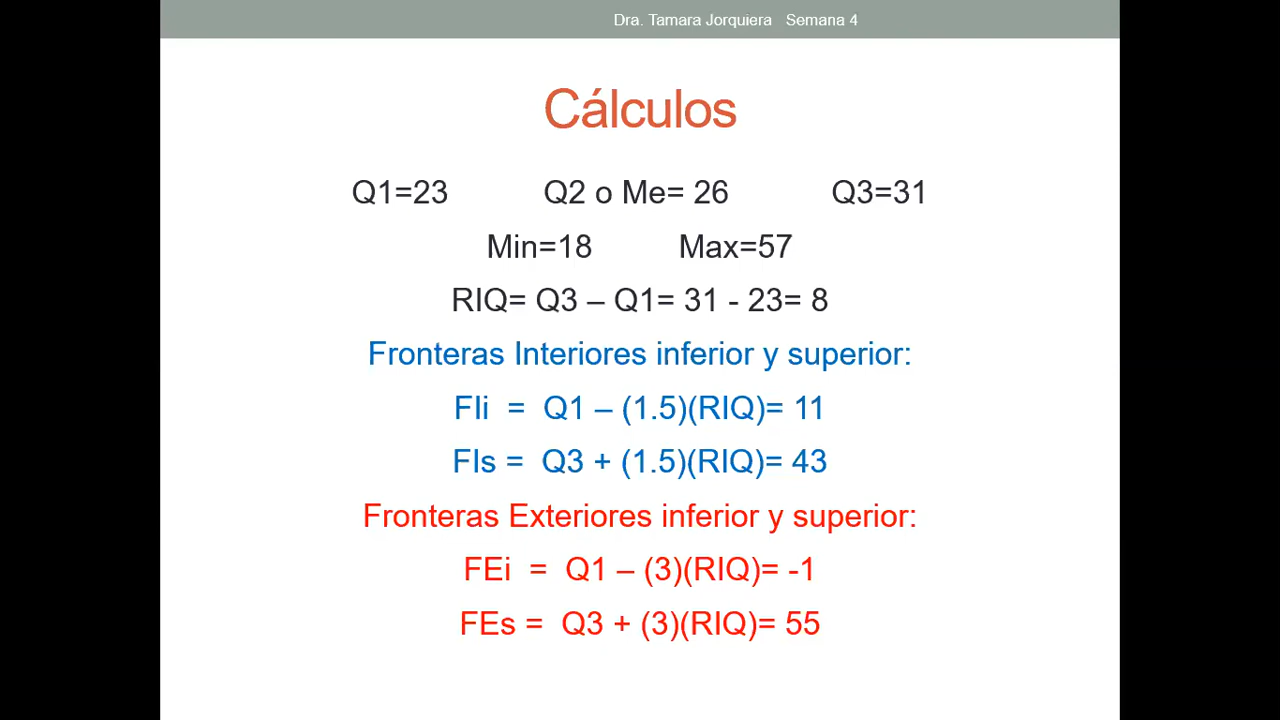 Dra. Tamara Jorquiera Semana 4
Cálculos
Q1=23 Q2 o Me= 26 Q3=31
Min=18 Max=57
RIQ= Q3 – Q1= 31 - 23= 8
Fronteras Interiores inferior y superior:
FIi = Q1 – (1.5)(RIQ)= 11
FIs = Q3 + (1.5)(RIQ)= 43
Fronteras Exteriores inferior y superior:
FEi = Q1 – (3)(RIQ)= -1
FEs = Q3 + (3)(RIQ)= 55